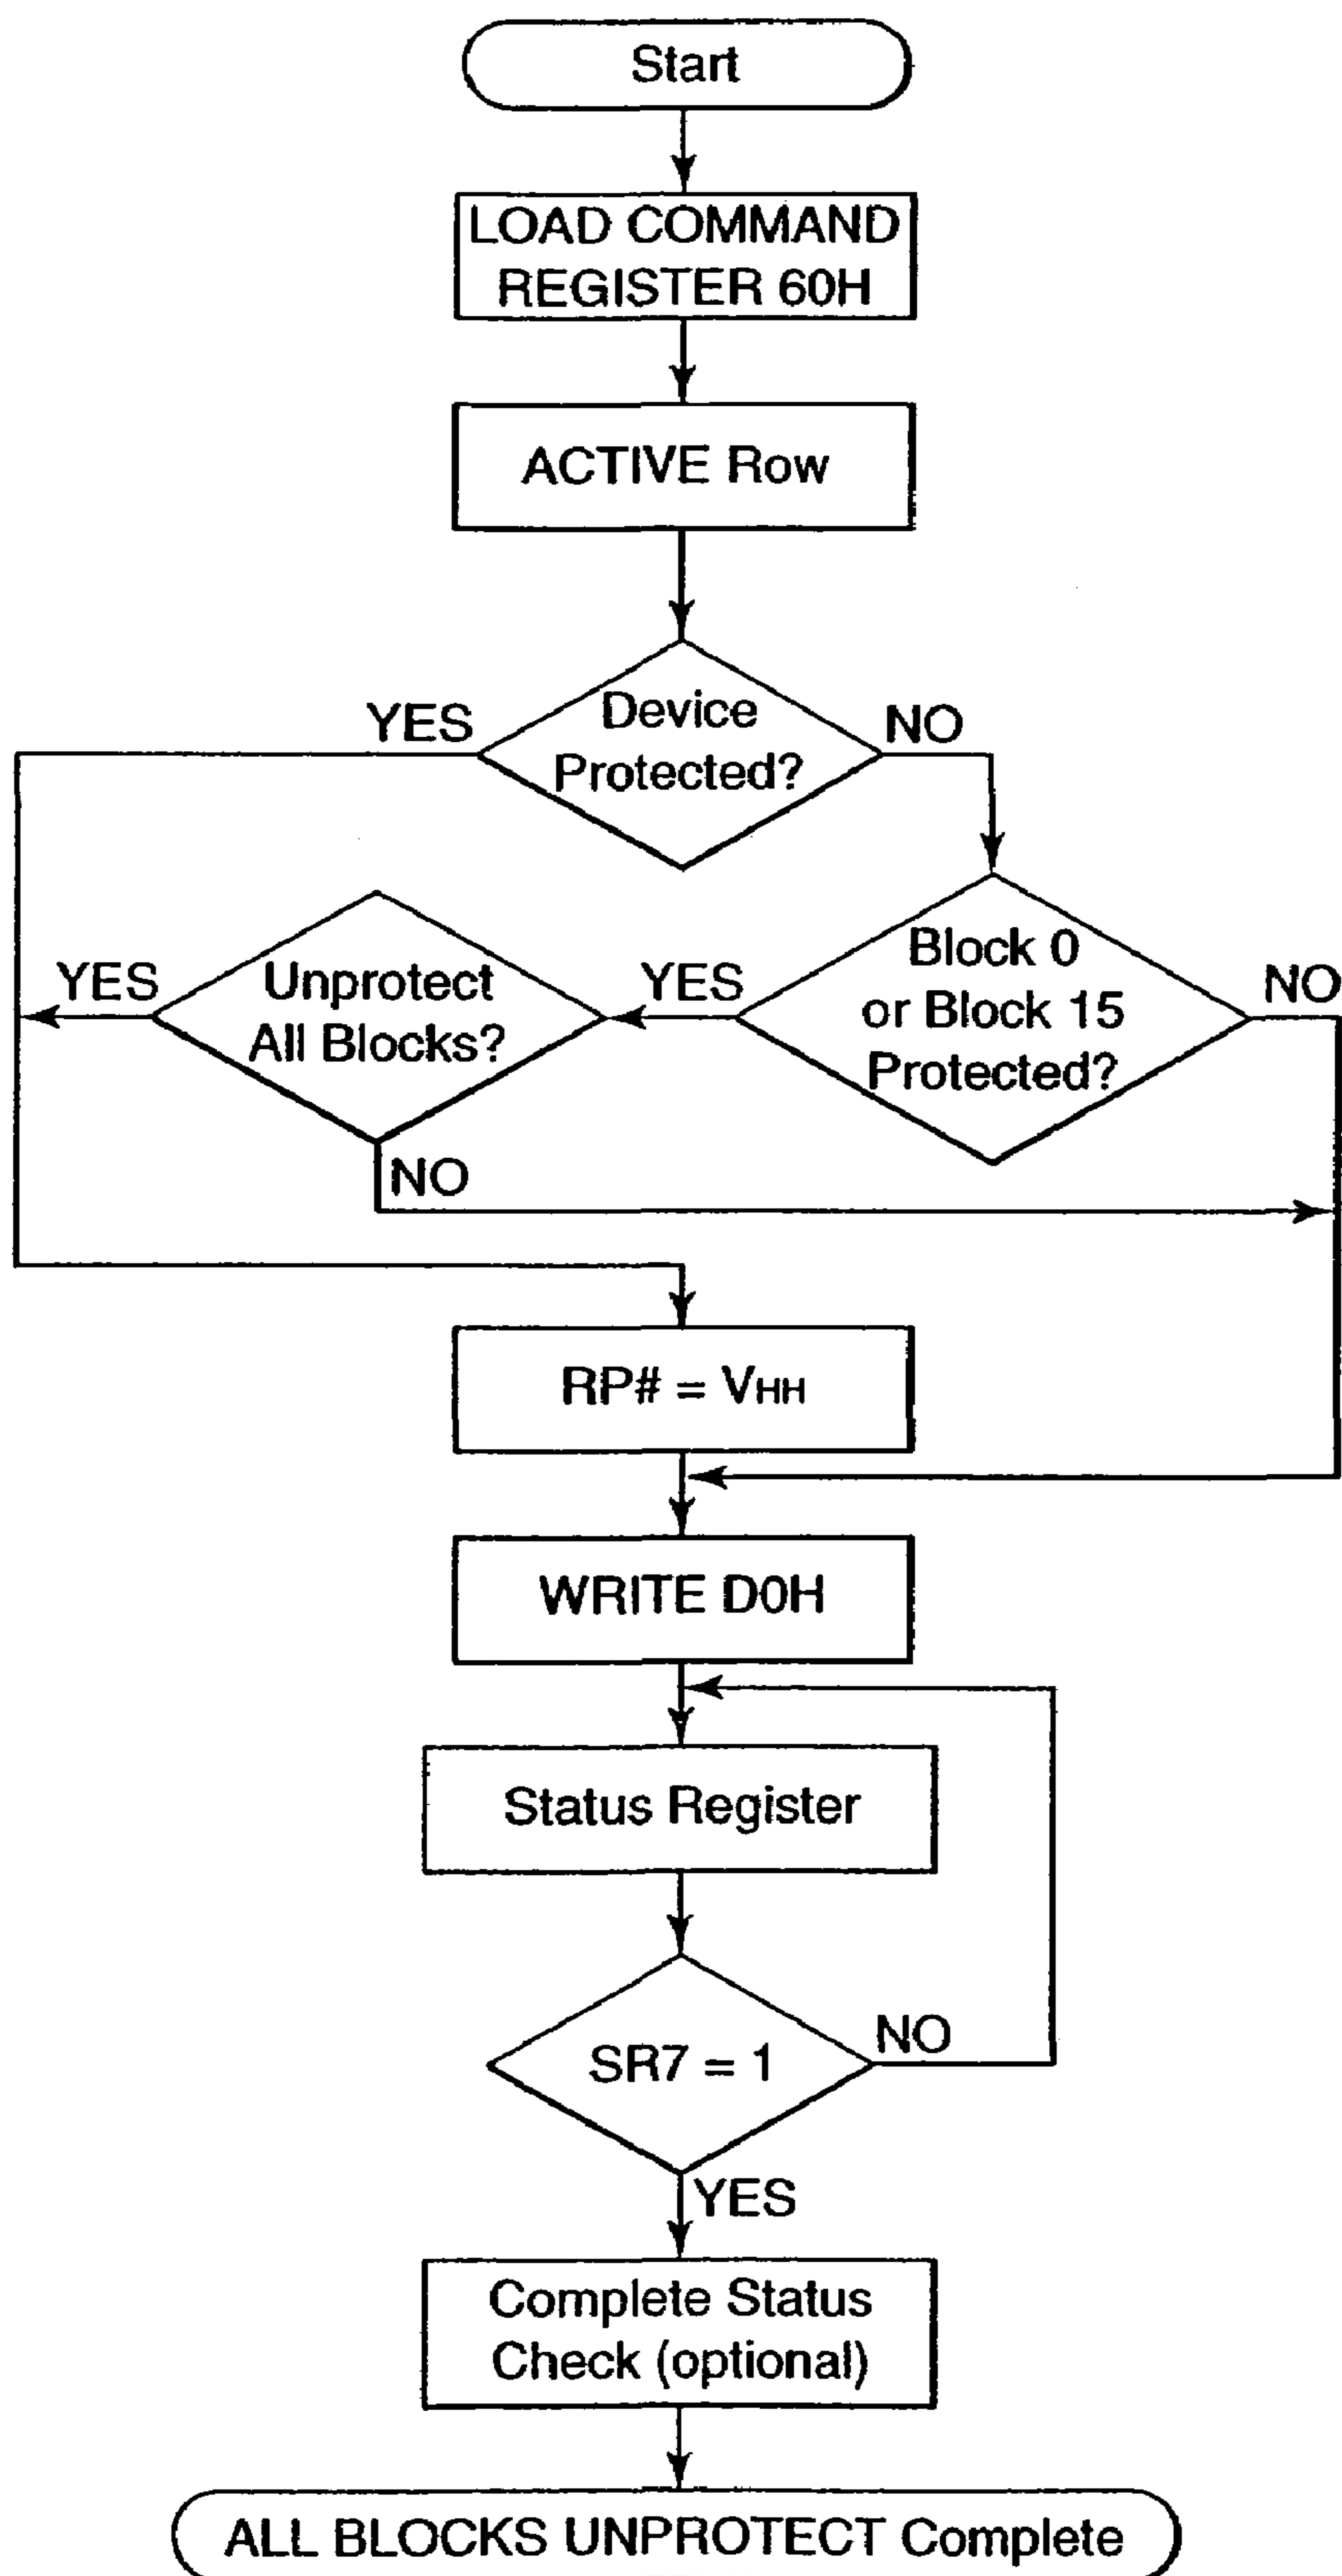 Start
LOAD COMMAND
REGISTER 60H
ACTIVE Row
YES
Device
Protected?
NO
YES
Unprotect
All Blocks?
YES
Block 0
or Block 15
Protected?
NO
NO
RP# = VHH
WRITE D0H
Status Register
SR7 = 1
NO
YES
Complete Status
Check (optional)
ALL BLOCKS UNPROTECT Complete